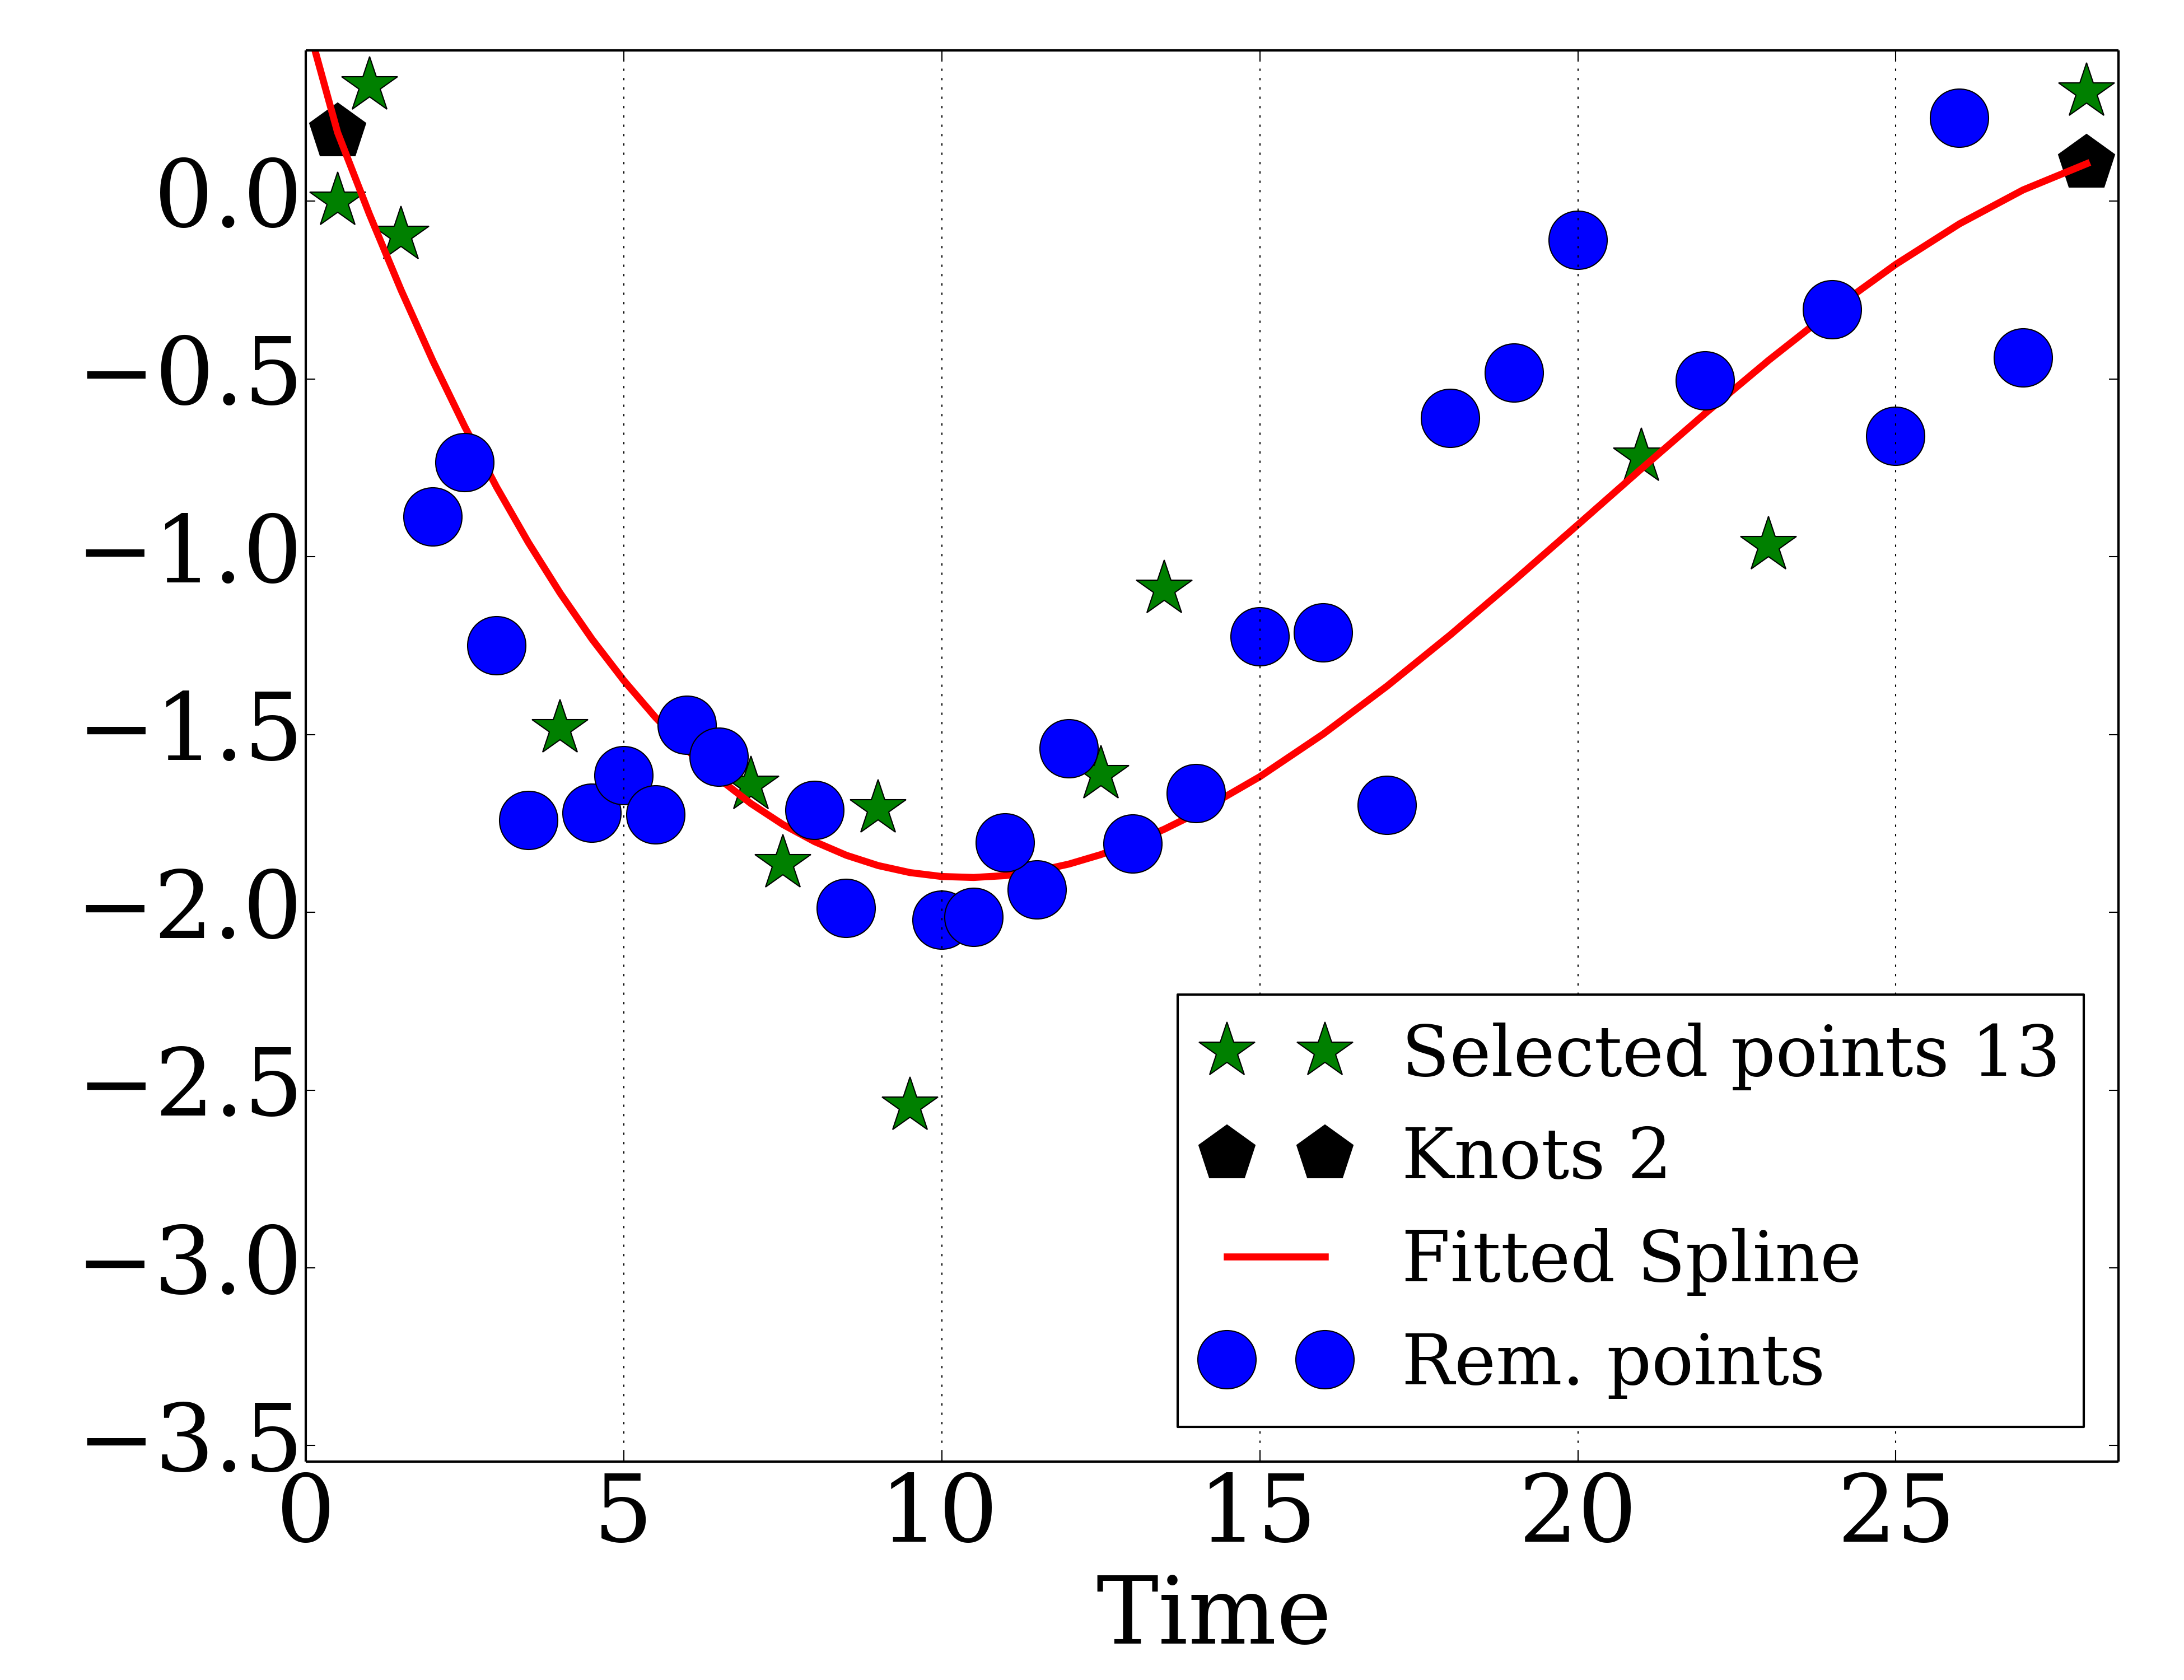 0.0
−0.5
−1.0
−1.5
−2.0
−2.5
−3.0
−3.5
0 5 10 15 20 25
Time
Selected points 13
Knots 2
Fitted Spline
Rem. points